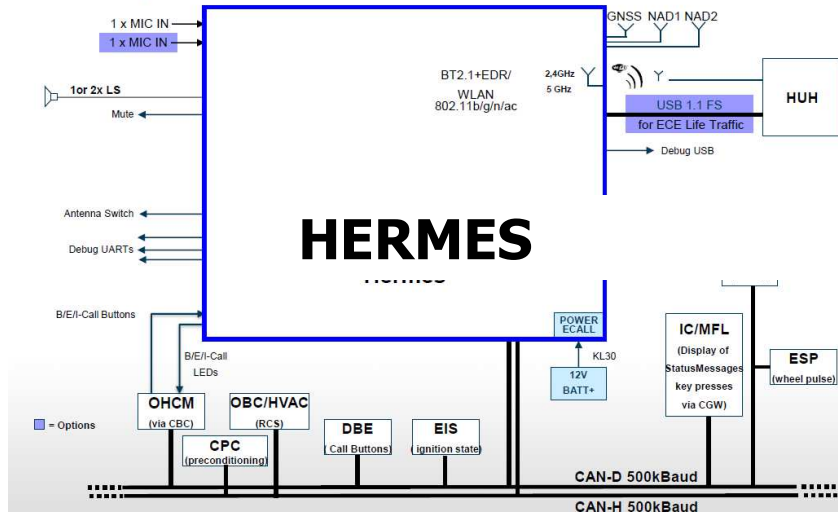 1 x MIC IN
1 x MIC IN
1or 2x LS
Mute
Antenna Switch
Debug UARTs
B/E/I-Call Buttons
B/E/I-Call
LEDs
BT2.1+EDR/
WLAN
802.11b/g/n/ac
2,4GHz
5 GHz
GNSS NAD1 NAD2
USB 1.1 FS
for ECE Life Traffic
HUH
Debug USB
HERMES
Hermes
POWER
ECALL
KL30
12V
BATT+
IC/MFL
(Display of
StatusMessages
key presses
via CGW)
ESP
(wheel pulse)
OHCM
(via CBC)
OBC/HVAC
(RCS)
CPC
(preconditioning)
DBE
( Call Buttons)
EIS
( ignition state)
= Options
CAN-D 500kBaud
CAN-H 500kBaud